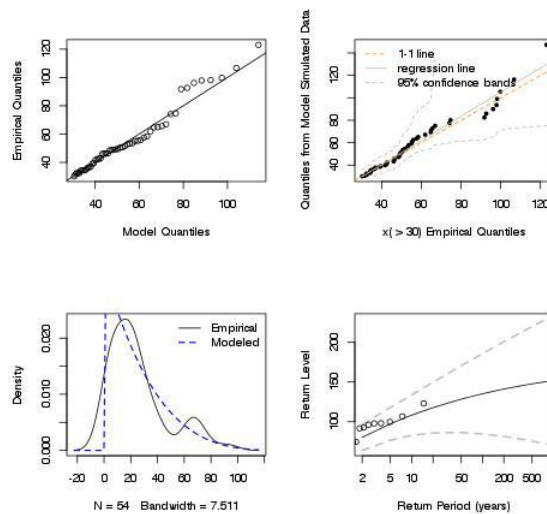 Empirical Quantiles
120
100
80
60
40
40 60 80 100
Model Quantiles
Quantiles from Model Simulated Data
120
100
80
60
40
1-1 line
regression line
95% confidence bands
40 60 80 100 120
x( > 30) Empirical Quantiles
Density
0.020
0.010
0.000
Empirical
Modeled
-20 0 20 40 60 80 100
N = 54 Bandwidth = 7.511
Return Level
200
150
100
2 5 10 50 500
Return Period (years)